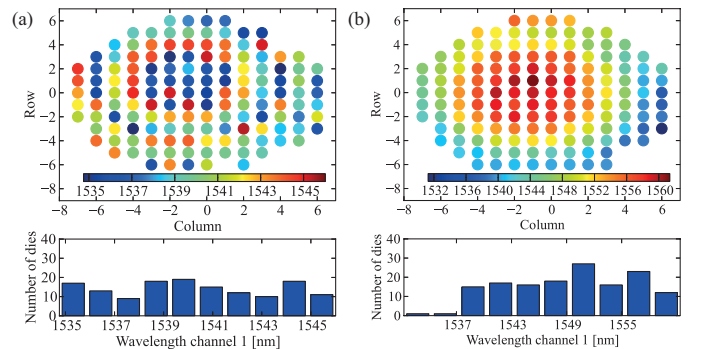 (a)
6
4
2
0
−2
−4
−6
−8
Row
1535 1537 1539 1541 1543 1545
−8 −6 −4 −2 0 2 4 6
Column
Number of dies
40
30
20
10
0
1535 1537 1539 1541 1543 1545
Wavelength channel 1 [nm]
(b)
6
4
2
0
−2
−4
−6
−8
Row
1532 1536 1540 1544 1548 1552 1556 1560
−8 −6 −4 −2 0 2 4 6
Column
Number of dies
40
30
20
10
0
1537 1543 1549 1555
Wavelength channel 1 [nm]